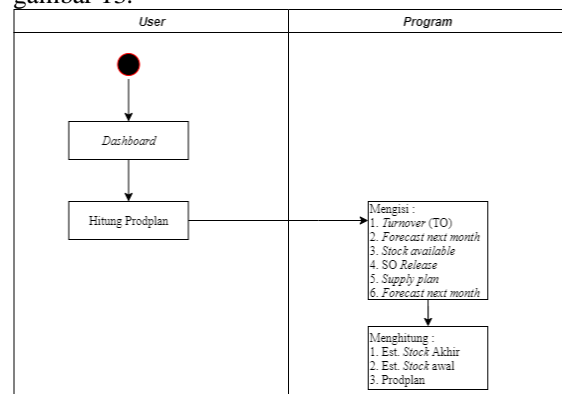 gambar 13.
User
Program
Dashboard
Hitung Prodplan
Mengisi :
1. Turnover (TO)
2. Forecast next month
3. Stock available
4. SO Release
5. Supply plan
6. Forecast next month
Menghitung :
1. Est. Stock Akhir
2. Est. Stock awal
3. Prodplan